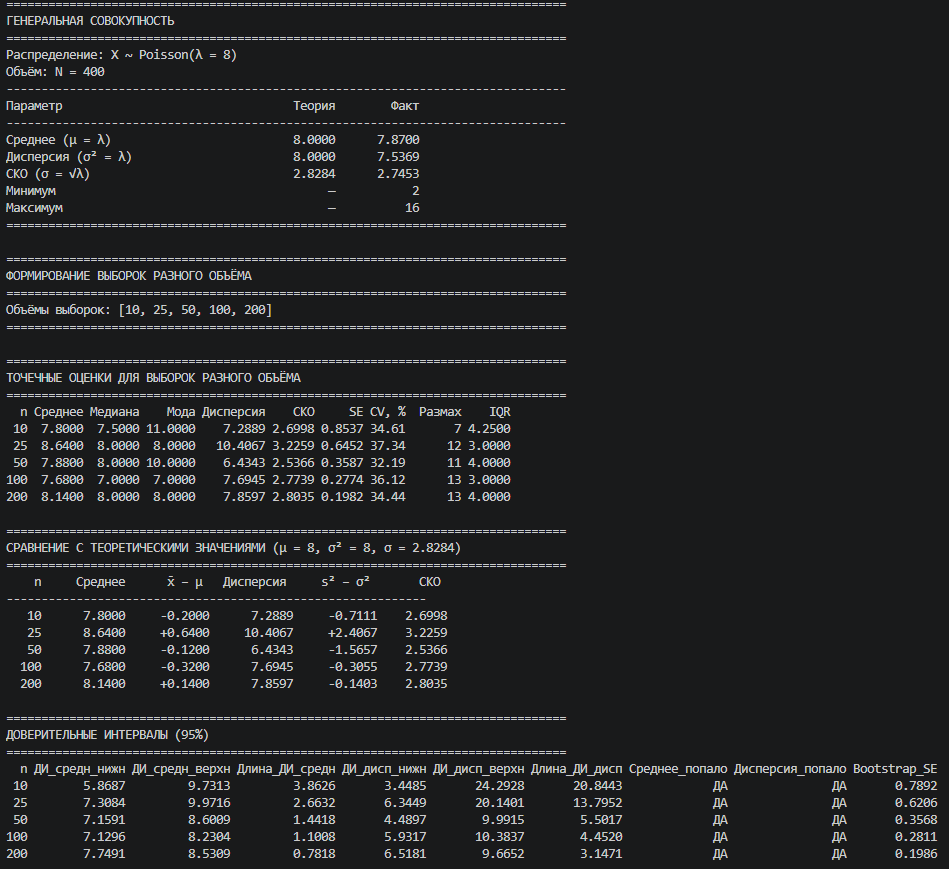 ================================================================================
ГЕНЕРАЛЬНАЯ СОВОКУПНОСТЬ
================================================================================
Распределение: X ~ Poisson(λ = 8)
Объём: N = 400
--------------------------------------------------------------------------------
Параметр Теория Факт
--------------------------------------------------------------------------------
Среднее (μ = λ) 8.0000 7.8700
Дисперсия (σ² = λ) 8.0000 7.5369
СКО (σ = √λ) 2.8284 2.7453
Минимум — 2
Максимум — 16
================================================================================
================================================================================
ФОРМИРОВАНИЕ ВЫБОРОК РАЗНОГО ОБЪЁМА
================================================================================
Объёмы выборок: [10, 25, 50, 100, 200]
================================================================================
================================================================================
ТОЧЕЧНЫЕ ОЦЕНКИ ДЛЯ ВЫБОРОК РАЗНОГО ОБЪЁМА
================================================================================
n Среднее Медиана Мода Дисперсия СКО SE CV, % Размах IQR
10 7.8000 7.5000 11.0000 7.2889 2.6998 0.8537 34.61 7 4.2500
25 8.6400 8.0000 8.0000 10.4067 3.2259 0.6452 37.34 12 3.0000
50 7.8800 8.0000 10.0000 6.4343 2.5366 0.3587 32.19 11 4.0000
100 7.6800 7.0000 7.0000 7.6945 2.7739 0.2774 36.12 13 3.0000
200 8.1400 8.0000 8.0000 7.8597 2.8035 0.1982 34.44 13 4.0000
================================================================================
СРАВНЕНИЕ С ТЕОРЕТИЧЕСКИМИ ЗНАЧЕНИЯМИ (μ = 8, σ² = 8, σ = 2.8284)
================================================================================
n Среднее x̄ − μ Дисперсия s² − σ² СКО
------------------------------------------------------------
10 7.8000 -0.2000 7.2889 -0.7111 2.6998
25 8.6400 +0.6400 10.4067 +2.4067 3.2259
50 7.8800 -0.1200 6.4343 -1.5657 2.5366
100 7.6800 -0.3200 7.6945 -0.3055 2.7739
200 8.1400 +0.1400 7.8597 -0.1403 2.8035
================================================================================
ДОВЕРИТЕЛЬНЫЕ ИНТЕРВАЛЫ (95%)
================================================================================
n ДИ_средн_нижн ДИ_средн_верхн Длина_ДИ_средн ДИ_дисп_нижн ДИ_дисп_верхн Длина_ДИ_дисп Среднее_попало Дисперсия_попало Bootstrap_SE
10 5.8687 9.7313 3.8626 3.4485 24.2928 20.8443 ДА ДА 0.7892
25 7.3084 9.9716 2.6632 6.3449 20.1401 13.7952 ДА ДА 0.6206
50 7.1591 8.6009 1.4418 4.4897 9.9915 5.5017 ДА ДА 0.3568
100 7.1296 8.2304 1.1008 5.9317 10.3837 4.4520 ДА ДА 0.2811
200 7.7491 8.5309 0.7818 6.5181 9.6652 3.1471 ДА ДА 0.1986